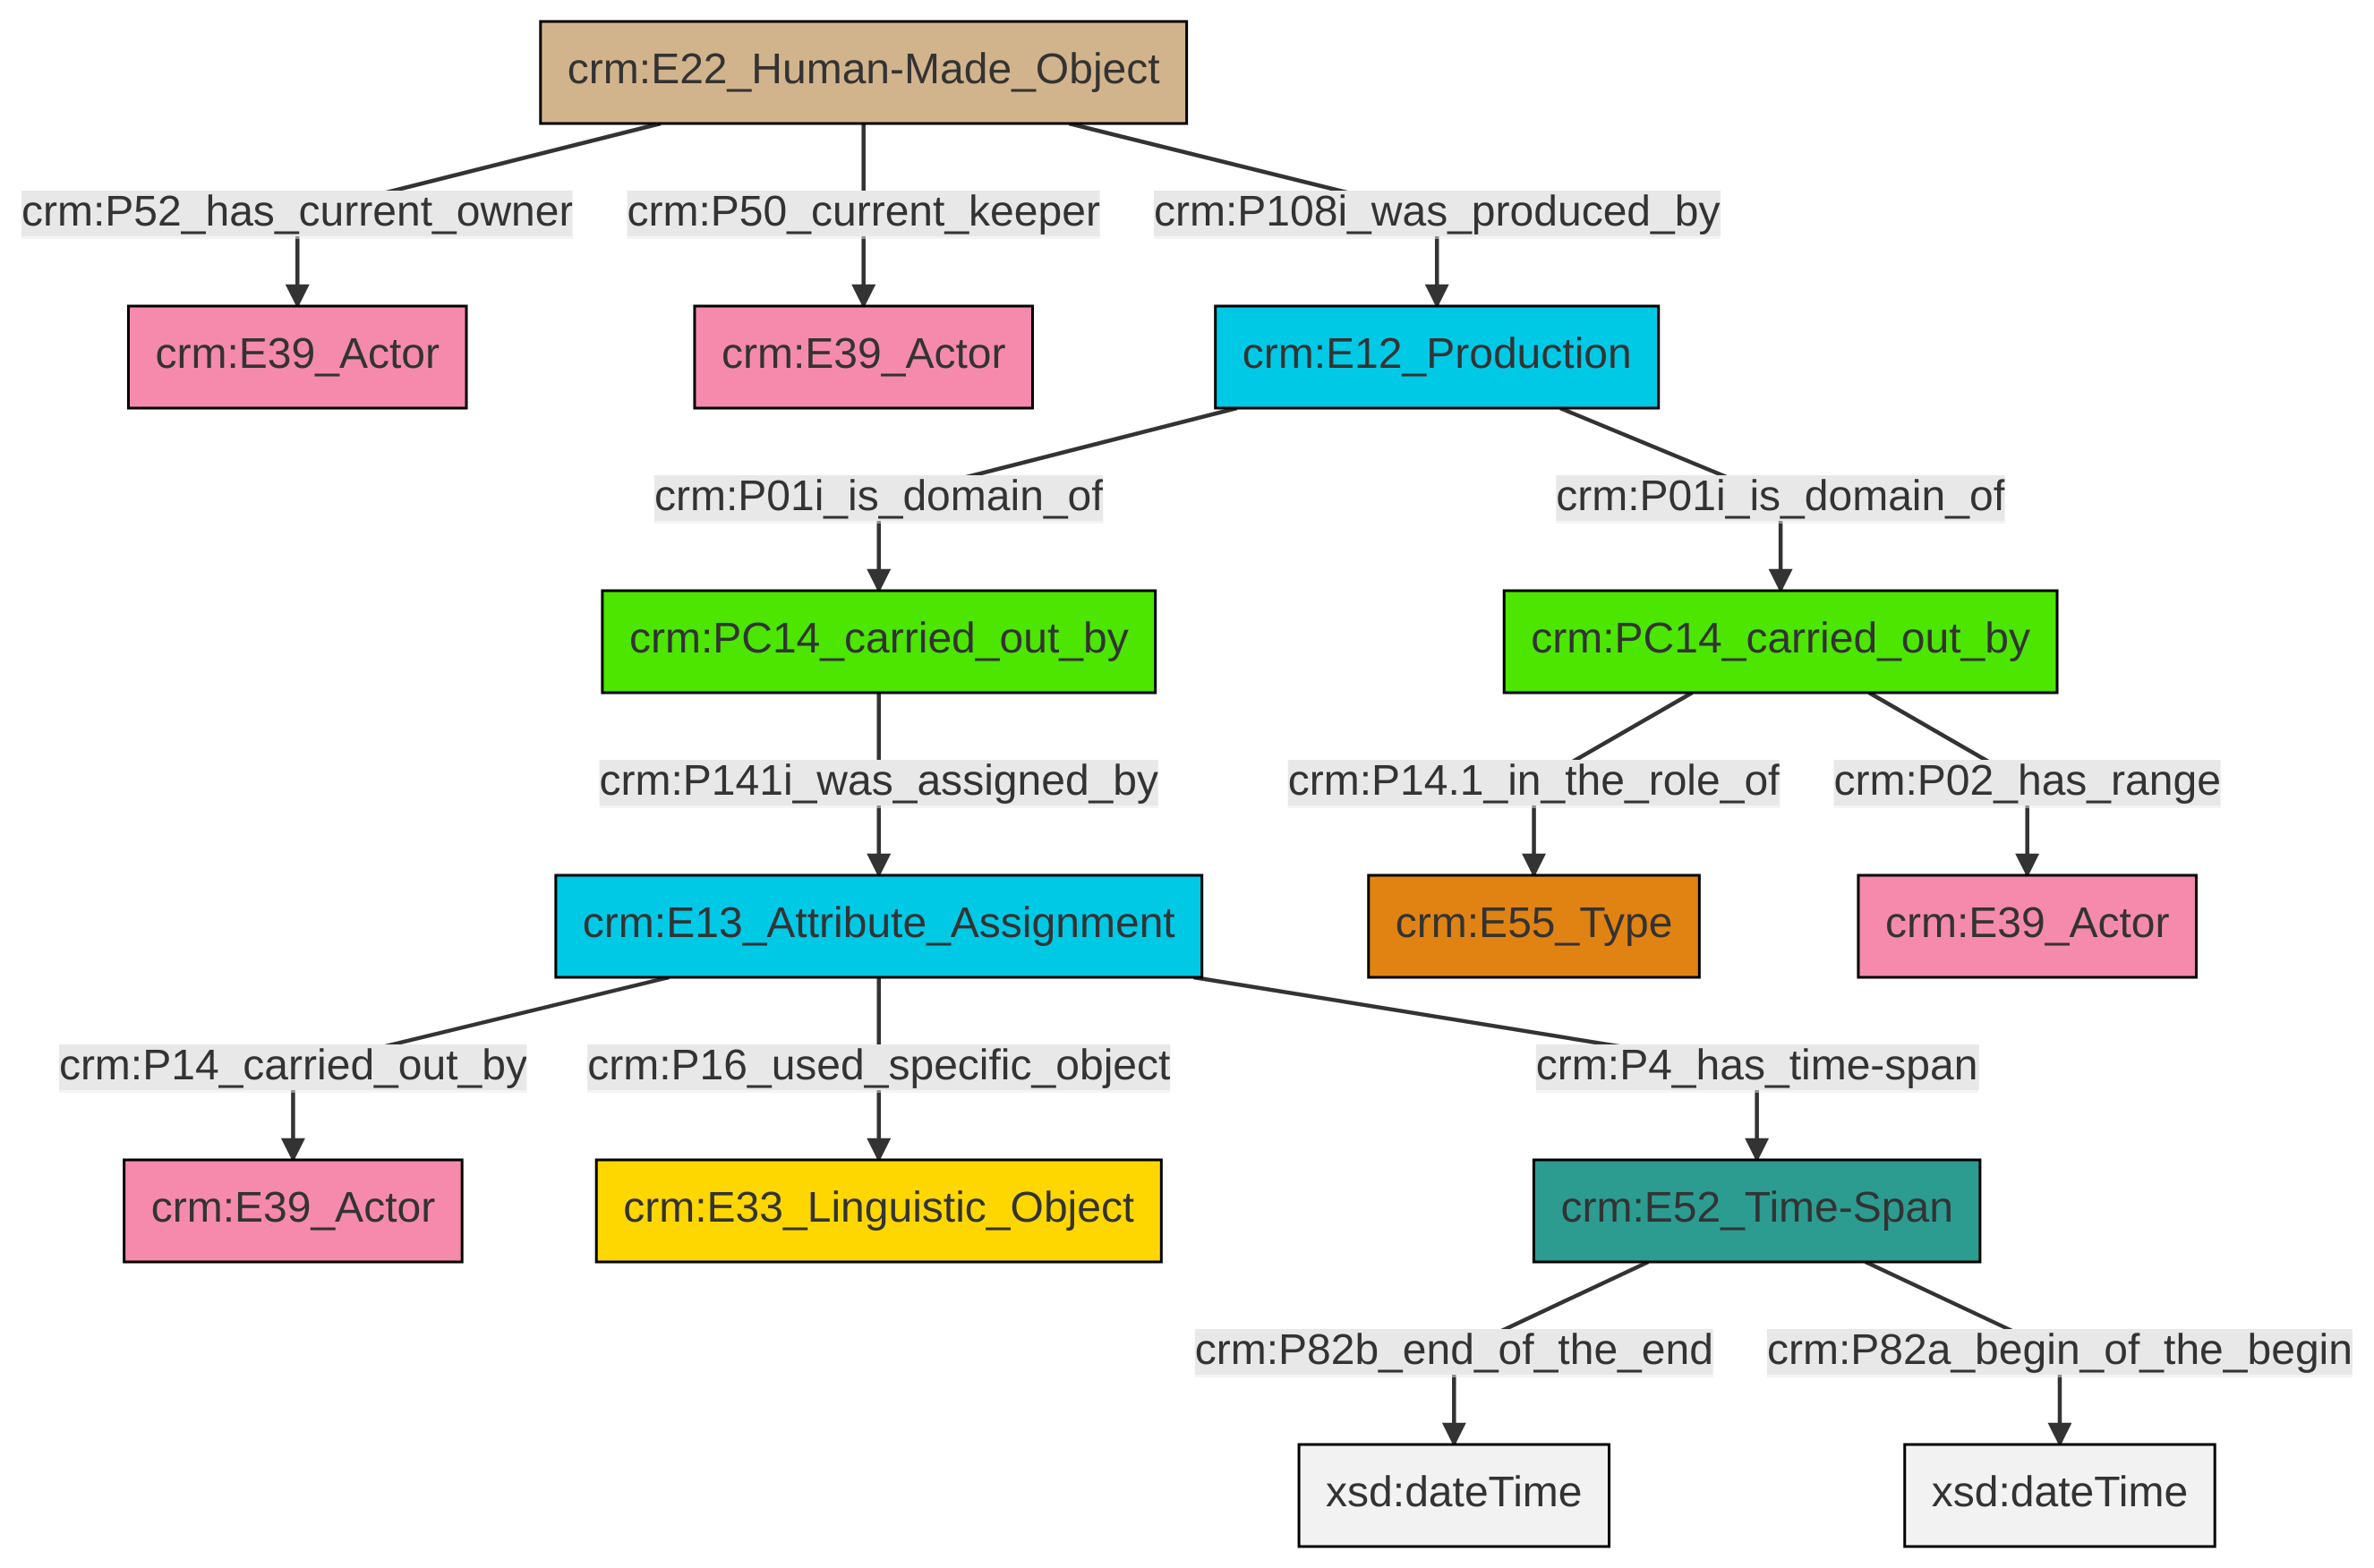 crm:E22_Human-Made_Object
crm:P52_has_current_owner
crm:P50_current_keeper
crm:P108i_was_produced_by
crm:E39_Actor
crm:E39_Actor
crm:E12_Production
crm:P01i_is_domain_of
crm:P01i_is_domain_of
crm:PC14_carried_out_by
crm:PC14_carried_out_by
crm:P141i_was_assigned_by
crm:P14.1_in_the_role_of
crm:P02_has_range
crm:E13_Attribute_Assignment
crm:E55_Type
crm:E39_Actor
crm:P14_carried_out_by
crm:P16_used_specific_object
crm:P4_has_time-span
crm:E39_Actor
crm:E33_Linguistic_Object
crm:E52_Time-Span
crm:P82b_end_of_the_end
crm:P82a_begin_of_the_begin
xsd:dateTime
xsd:dateTime